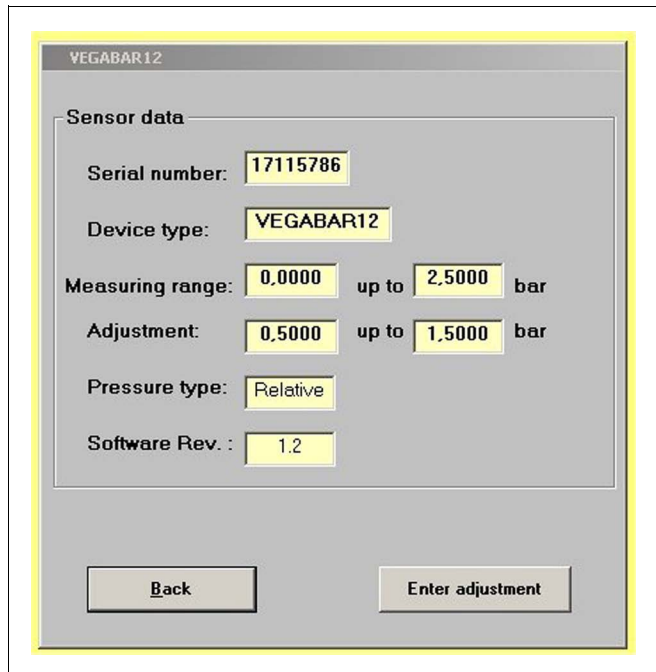 VEGABAR12
Sensor data
Serial number: 17115786
Device type: VEGABAR12
Measuring range: 0,0000 up to 2,5000 bar
Adjustment: 0,5000 up to 1,5000 bar
Pressure type: Relative
Software Rev. : 1.2
Back Enter adjustment